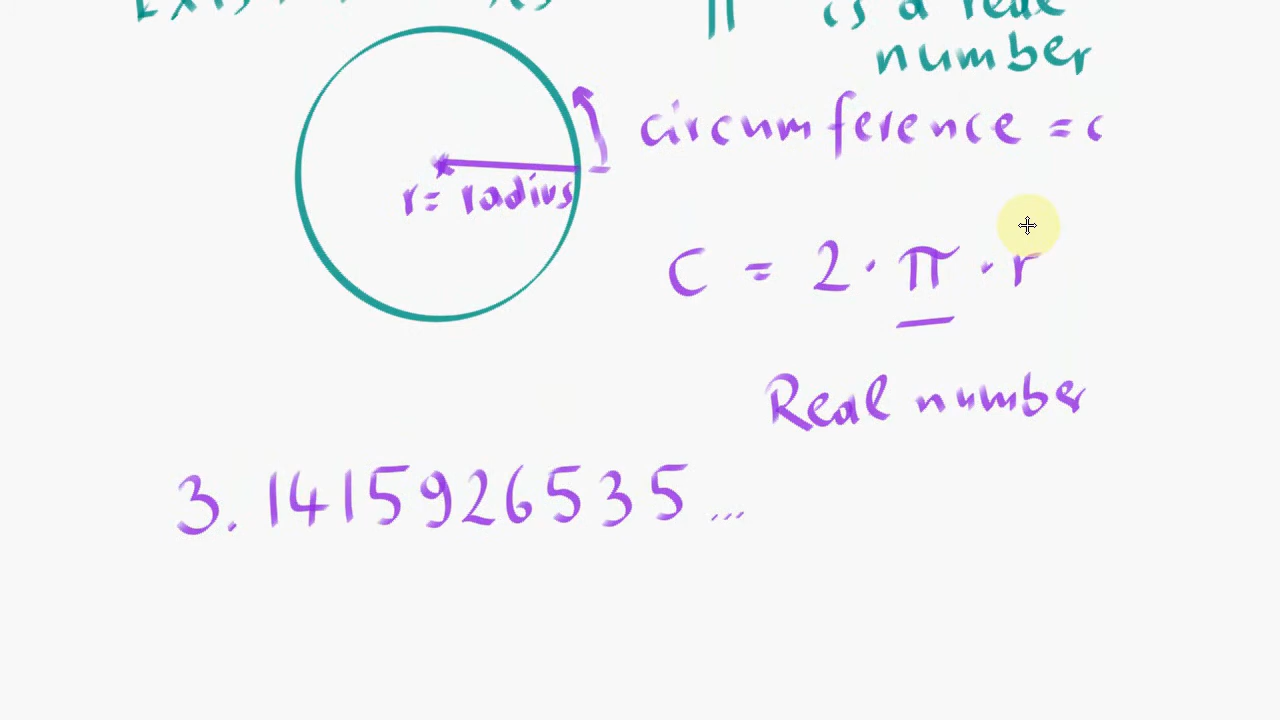 π is a real
number
circumference = c
r = radius
C = 2 · π · r
Real number
3.1415926535...